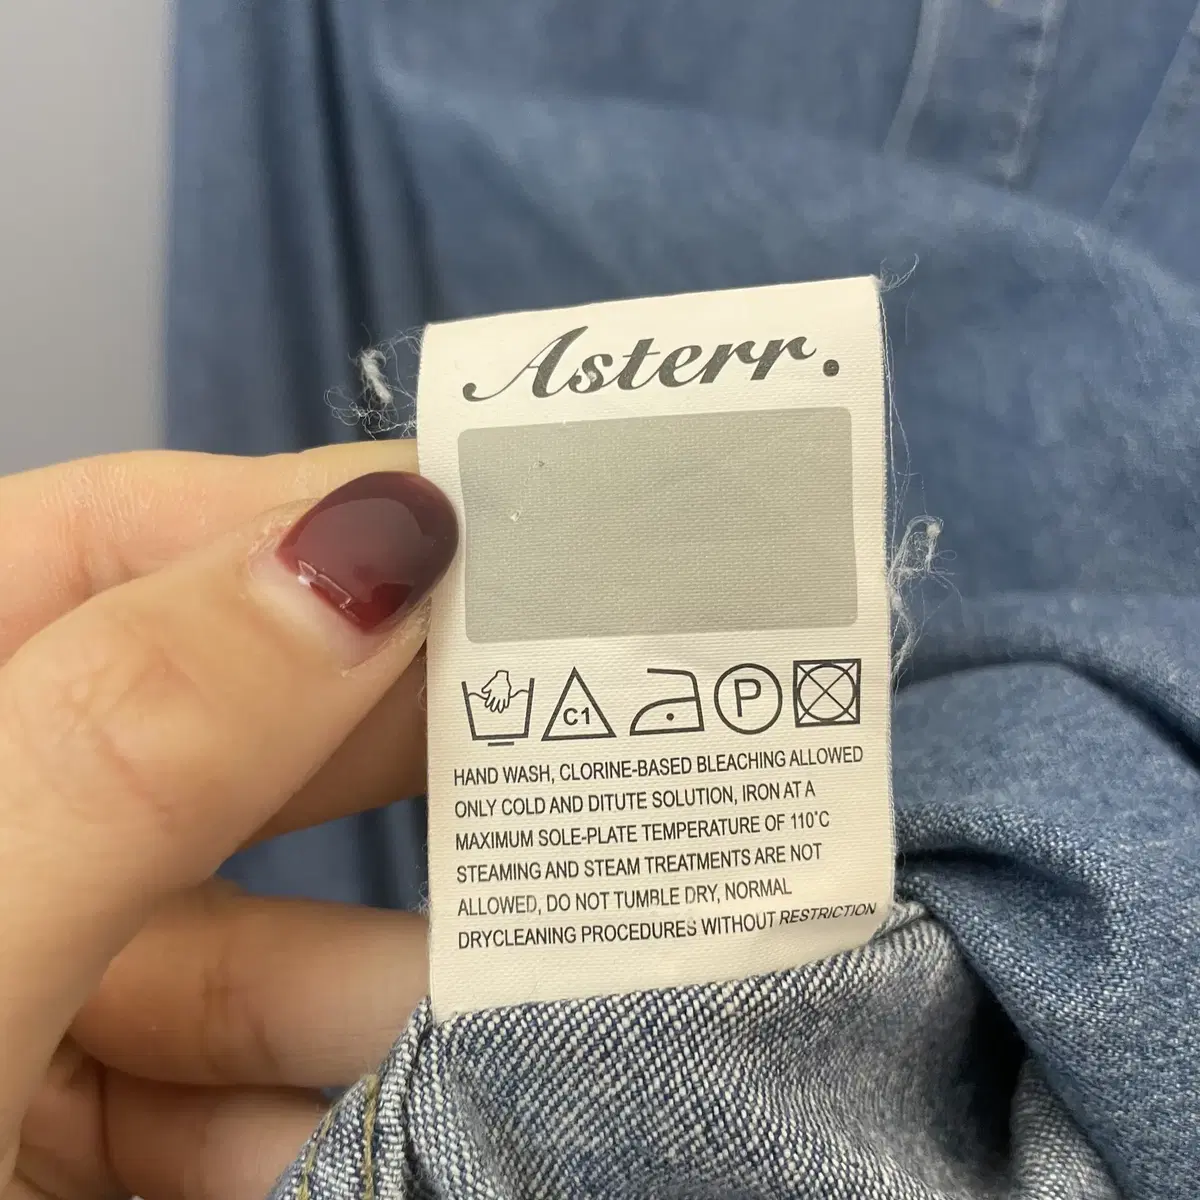 Asterr.
C1
P
HAND WASH, CLORINE-BASED BLEACHING ALLOWED
ONLY COLD AND DITUTE SOLUTION, IRON AT A
MAXIMUM SOLE-PLATE TEMPERATURE OF 110°C
STEAMING AND STEAM TREATMENTS ARE NOT
ALLOWED, DO NOT TUMBLE DRY, NORMAL
DRYCLEANING PROCEDURES WITHOUT RESTRICTION